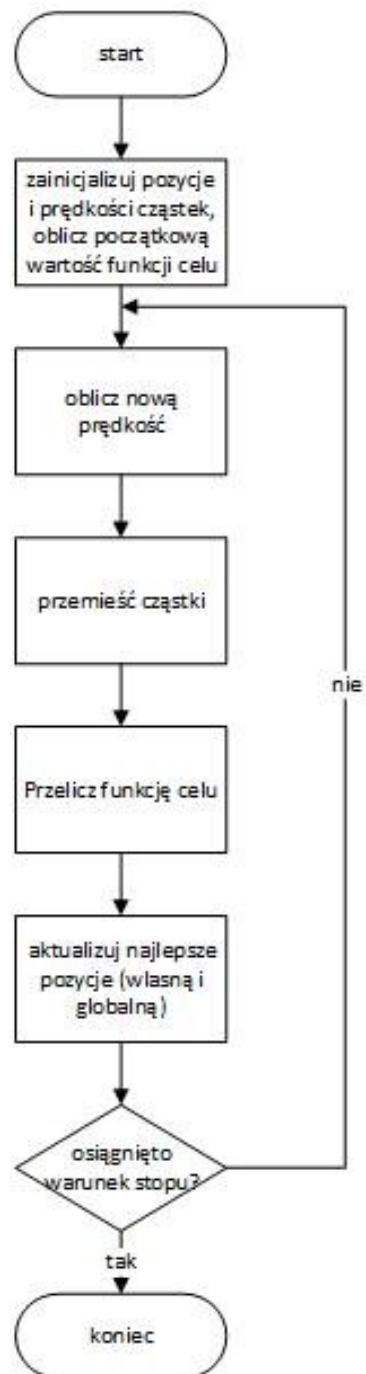 start
zainicjalizuj pozycje
i prędkości cząstek,
oblicz początkową
wartość funkcji celu
oblicz nową
prędkość
przemieść cząstki
nie
Przelicz funkcję celu
aktualizuj najlepsze
pozycje (wlasną i
globalną)
osiągnięto
warunek stopu?
tak
koniec